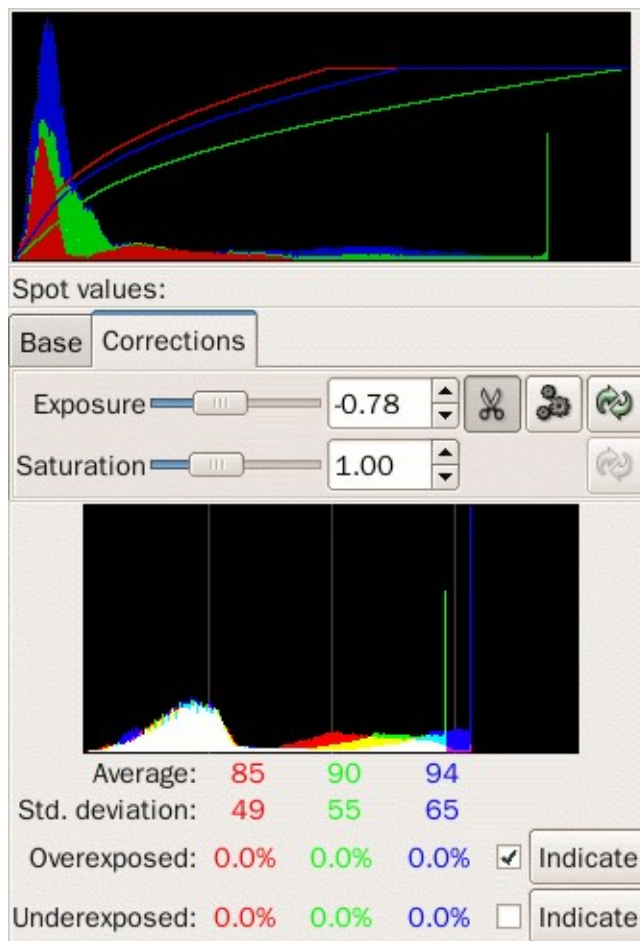 Spot values:
Base Corrections
Exposure -0.78
Saturation 1.00
Average: 85 90 94
Std. deviation: 49 55 65
Overexposed: 0.0% 0.0% 0.0% Indicate
Underexposed: 0.0% 0.0% 0.0% Indicate